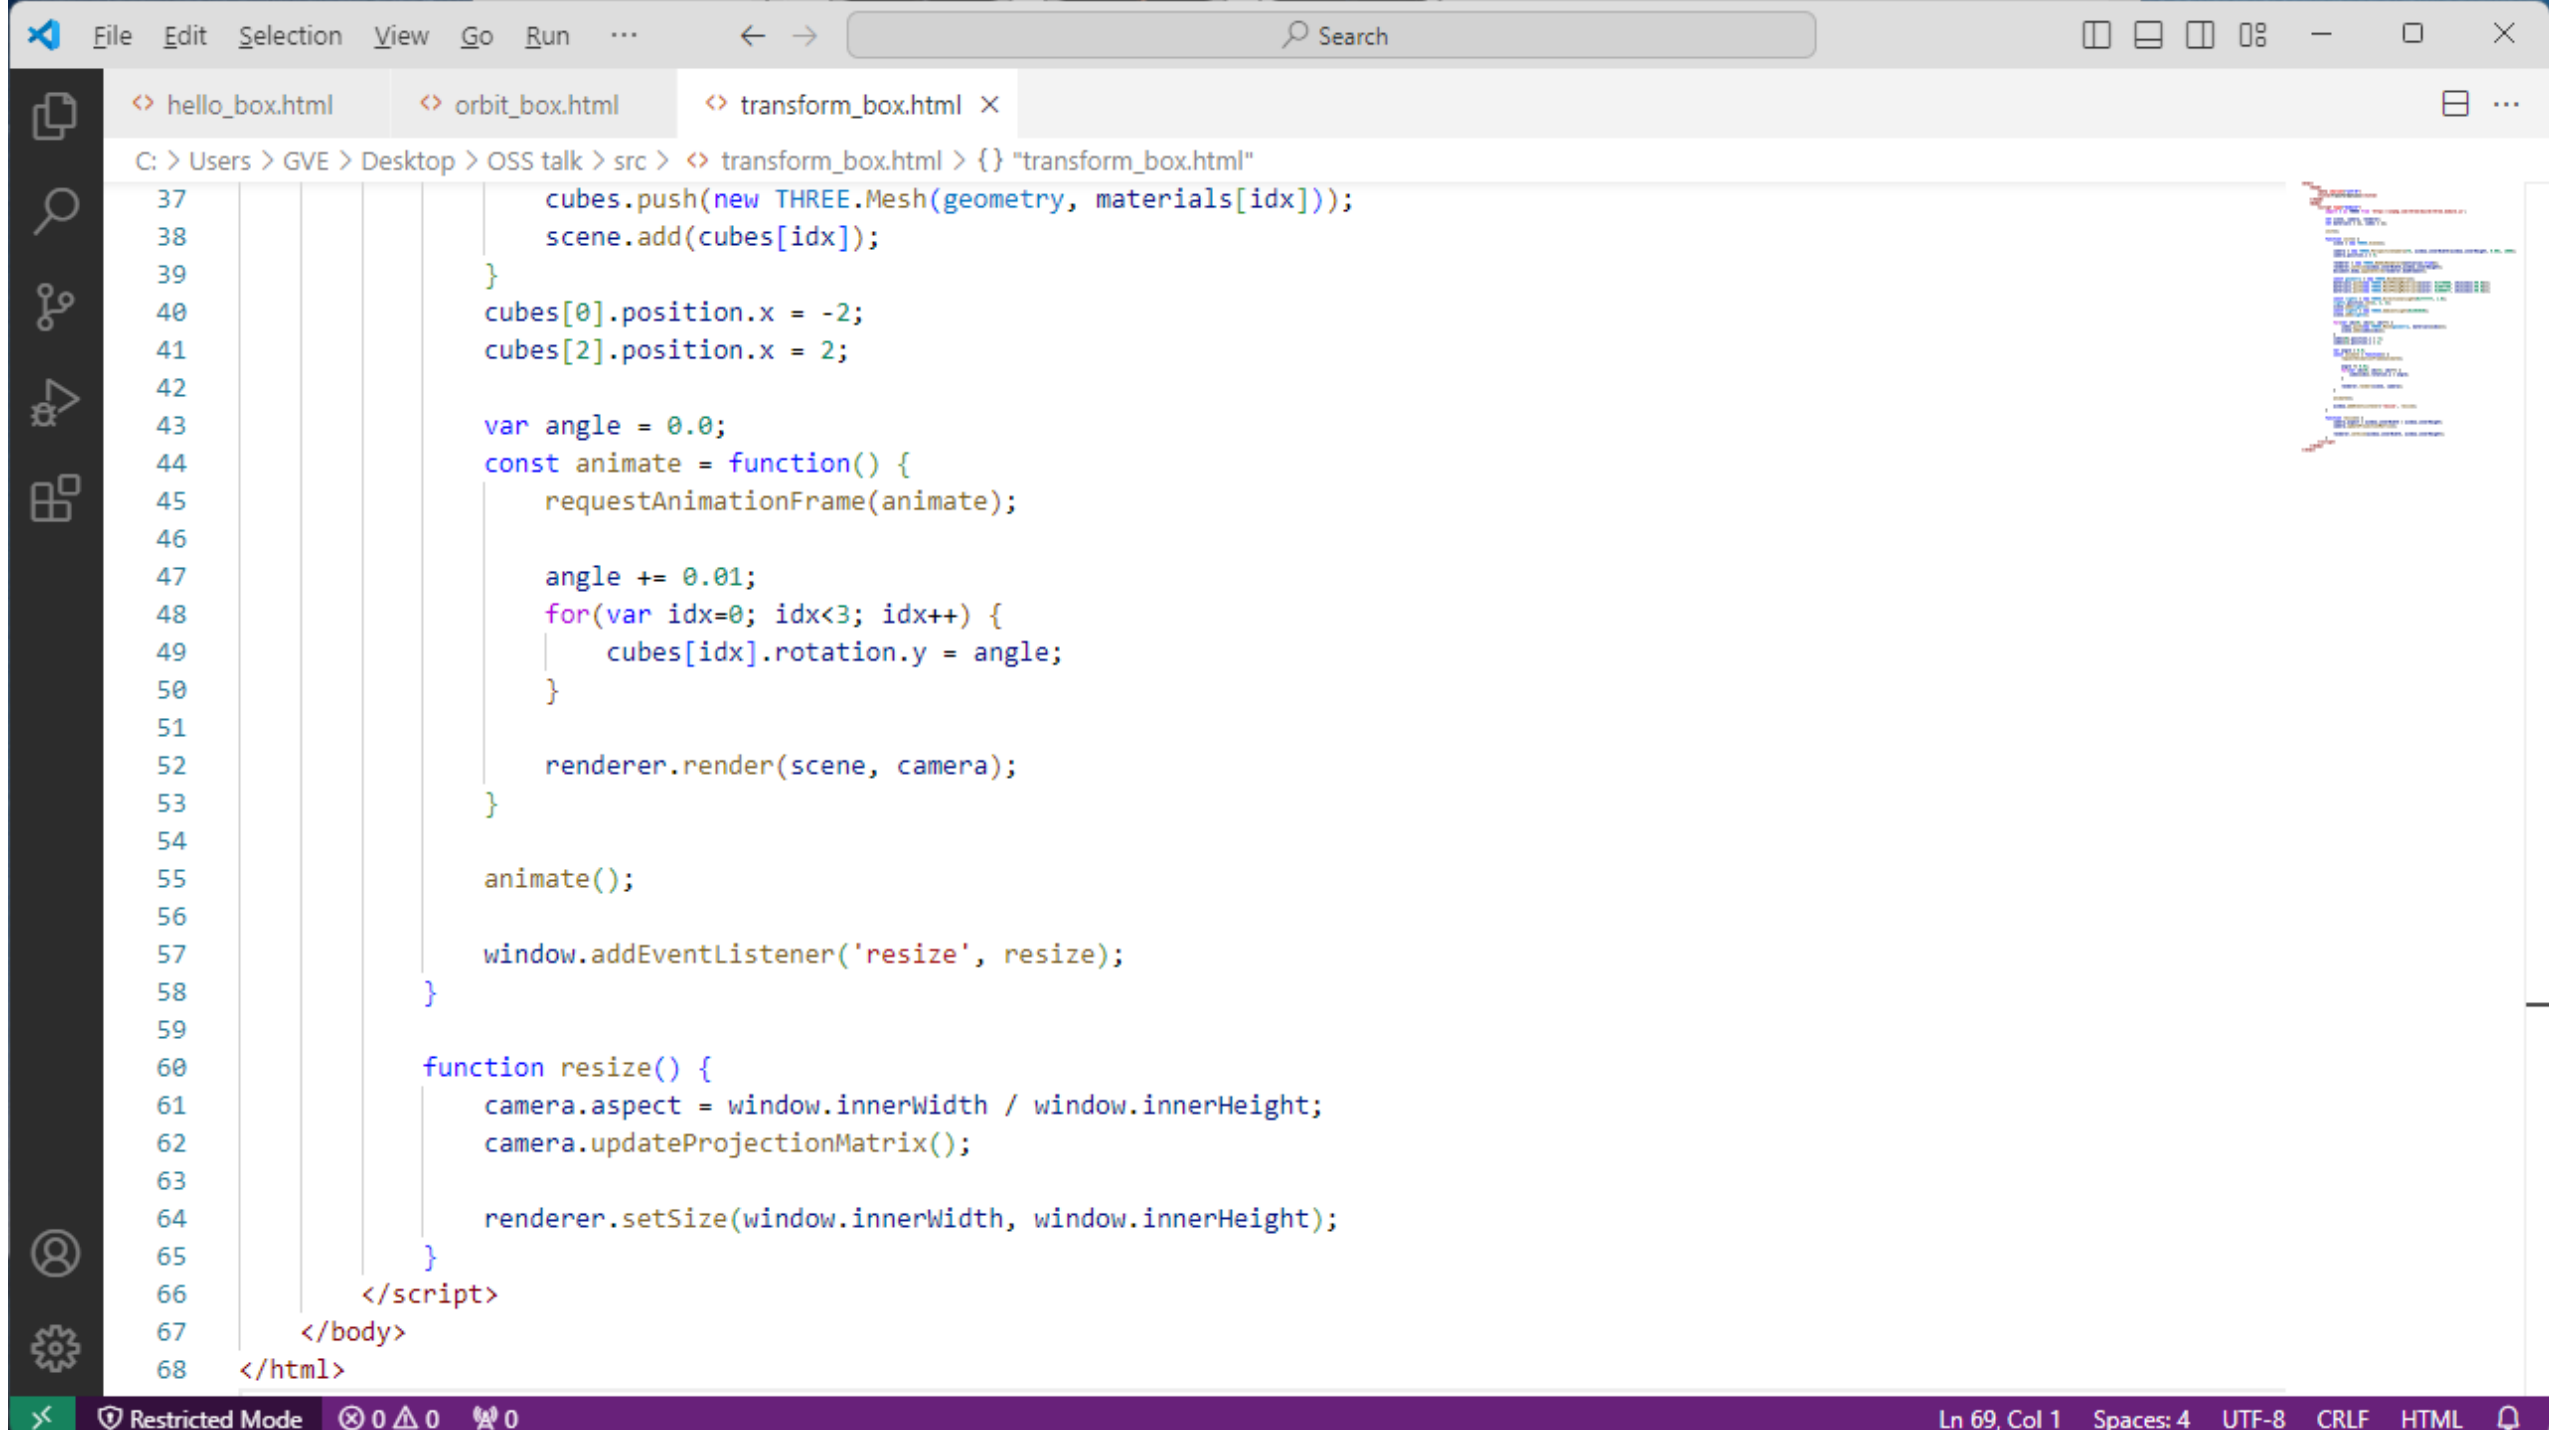 File Edit Selection View Go Run ··· Search
hello_box.html orbit_box.html transform_box.html
C: > Users > GVE > Desktop > OSS talk > src > <> transform_box.html > {} "transform_box.html"
37 cubes.push(new THREE.Mesh(geometry, materials[idx]));
38 scene.add(cubes[idx]);
39 }
40 cubes[0].position.x = -2;
41 cubes[2].position.x = 2;
42
43 var angle = 0.0;
44 const animate = function() {
45 requestAnimationFrame(animate);
46
47 angle += 0.01;
48 for(var idx=0; idx<3; idx++) {
49 cubes[idx].rotation.y = angle;
50 }
51
52 renderer.render(scene, camera);
53 }
54
55 animate();
56
57 window.addEventListener('resize', resize);
58 }
59
60 function resize() {
61 camera.aspect = window.innerWidth / window.innerHeight;
62 camera.updateProjectionMatrix();
63
64 renderer.setSize(window.innerWidth, window.innerHeight);
65 }
66 </script>
67 </body>
68 </html>
Restricted Mode 0 0 0 Ln 69, Col 1 Spaces: 4 UTF-8 CRLF HTML